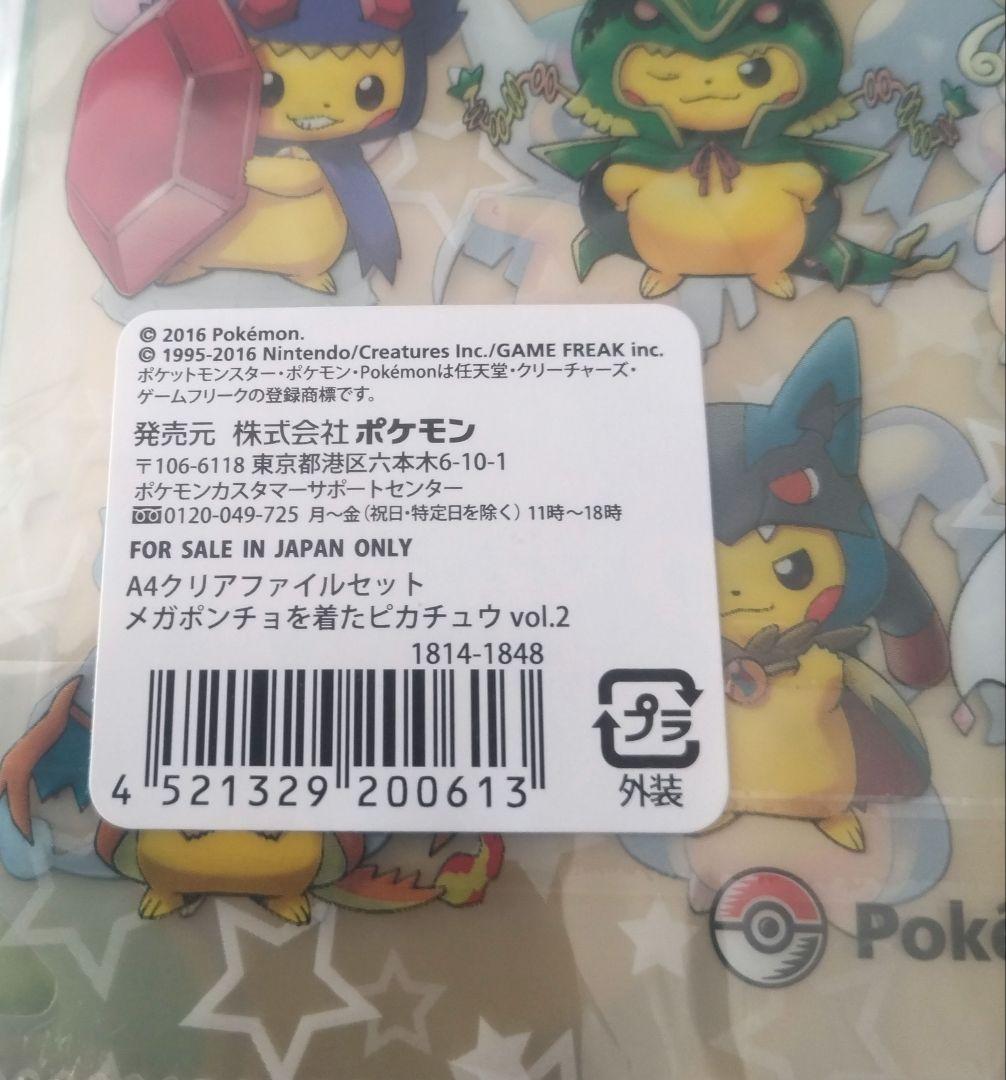 © 2016 Pokémon.
© 1995-2016 Nintendo/Creatures Inc./GAME FREAK inc.
ポケットモンスター・ポケモン・Pokémonは任天堂・クリーチャーズ・
ゲームフリークの登録商標です。
発売元 株式会社ポケモン
〒106-6118 東京都港区六本木6-10-1
ポケモンカスタマーサポートセンター
0120-049-725 月～金（祝日・特定日を除く）11時～18時
FOR SALE IN JAPAN ONLY
A4クリアファイルセット
メガポンチョを着たピカチュウ vol.2
1814-1848
4 521329 200613
プラ
外装
Poké